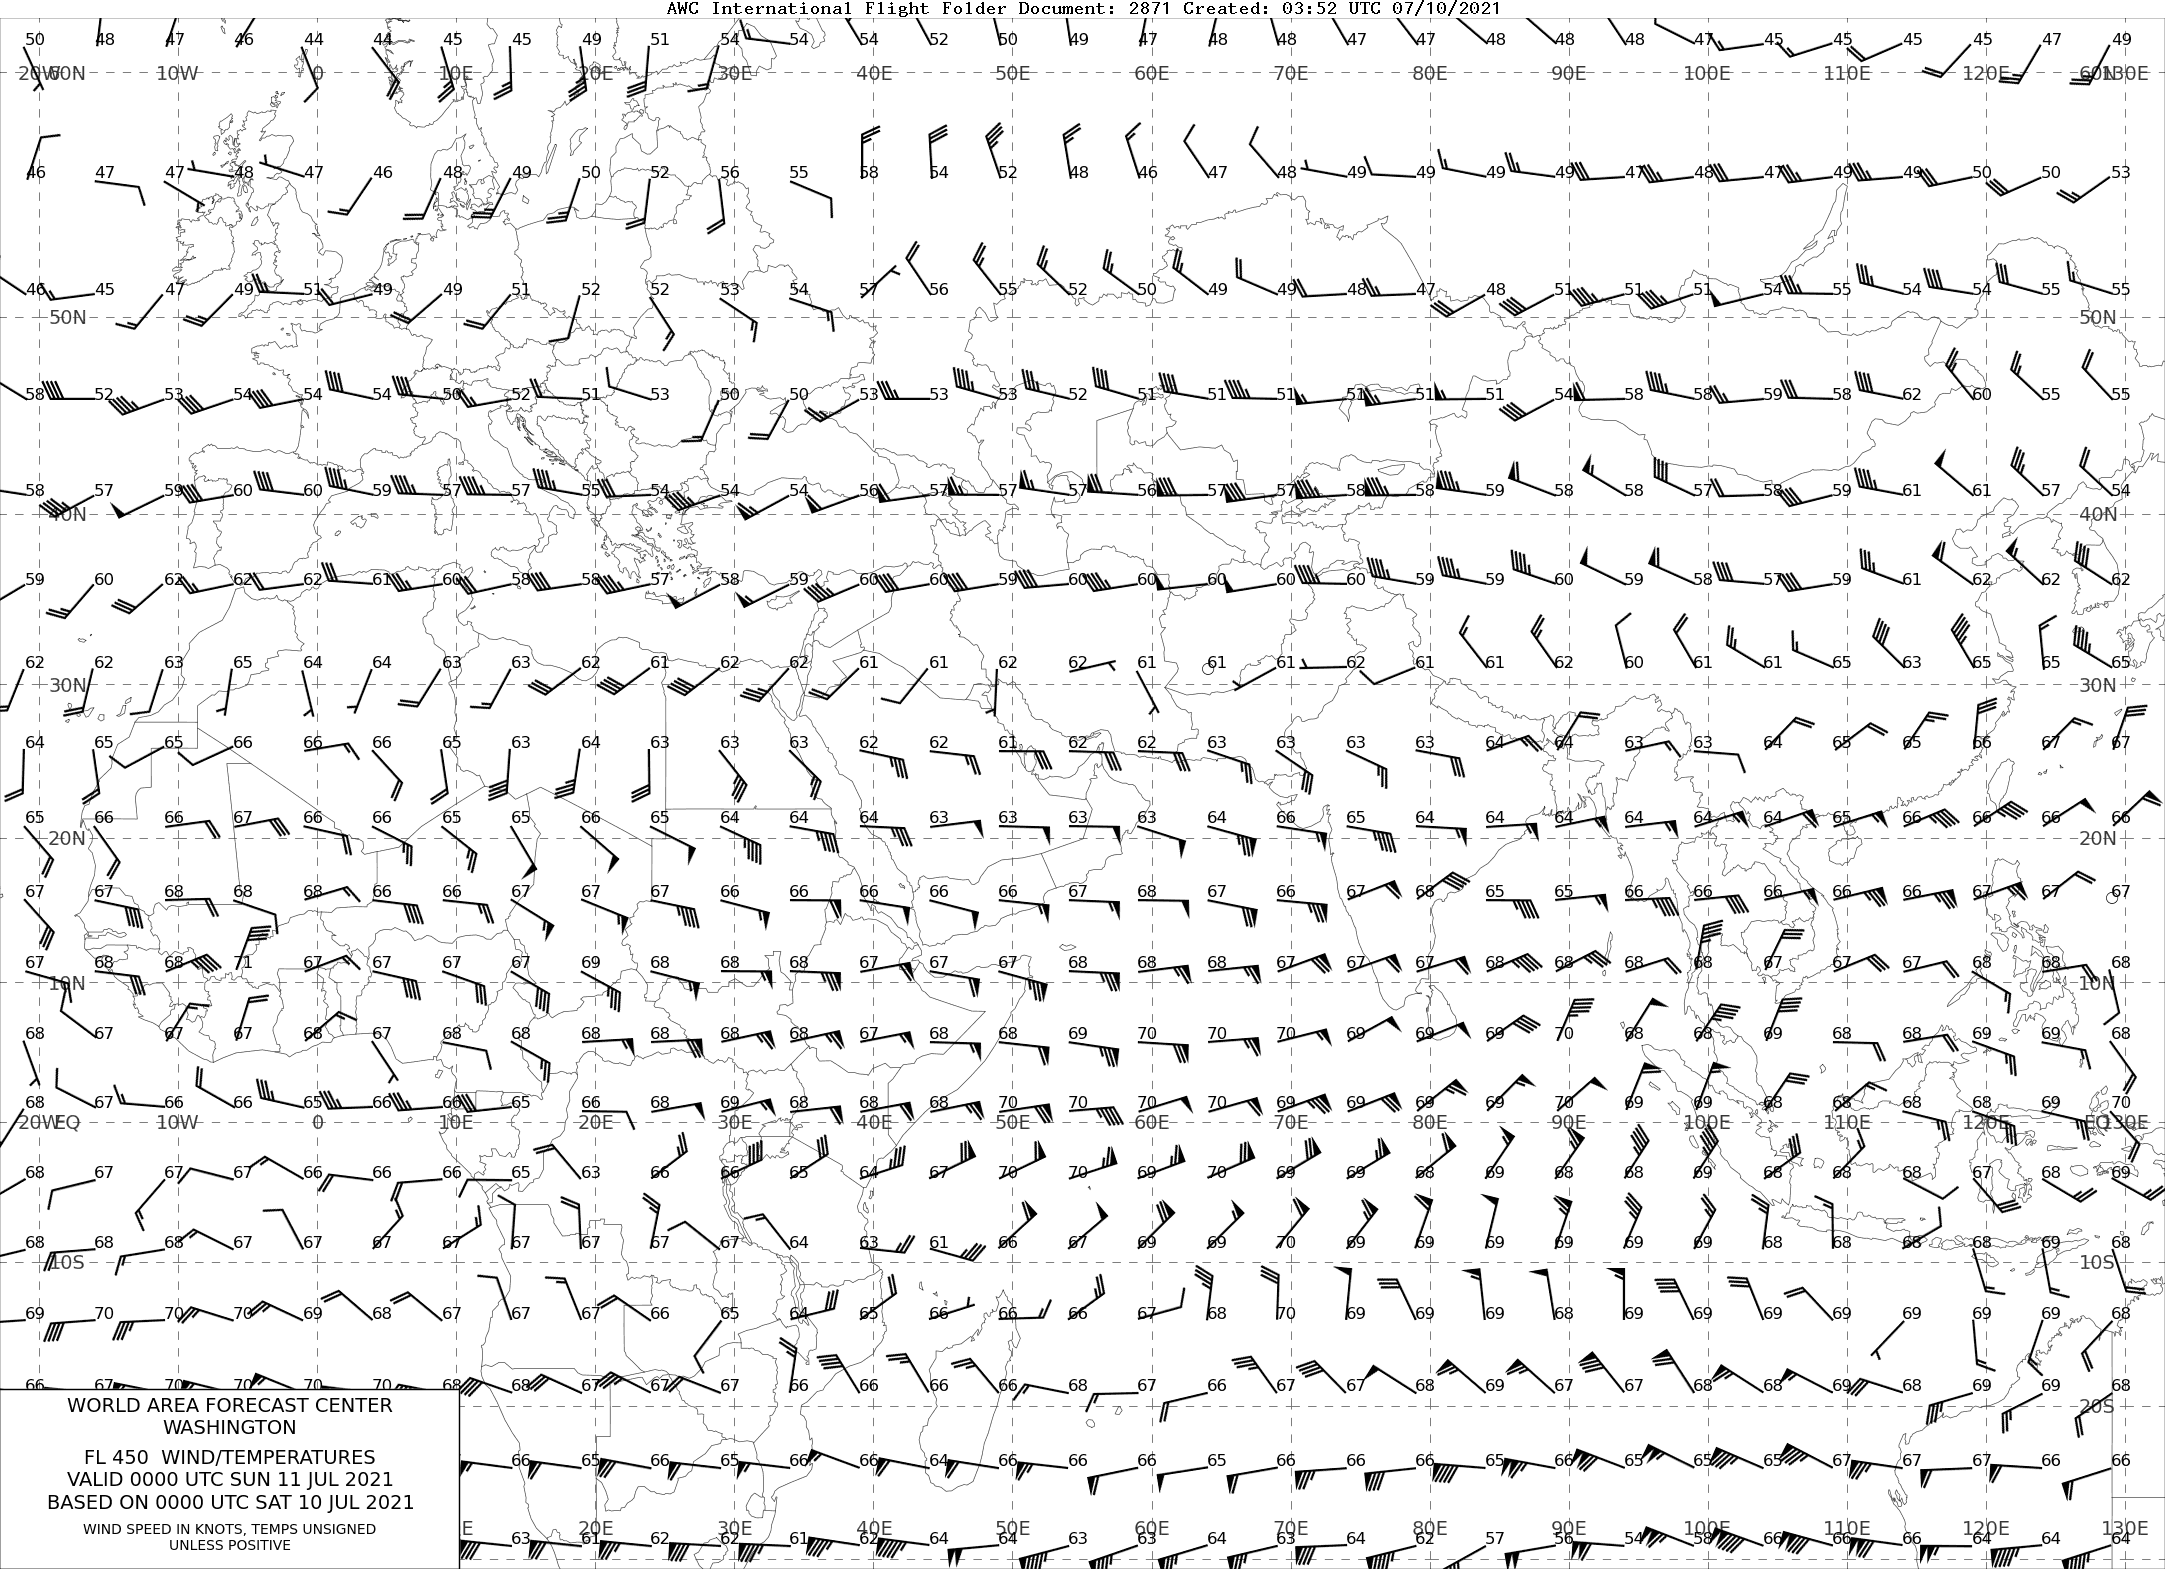 AWC International Flight Folder Document: 2871 Created: 03:52 UTC 07/10/2021
50 48 47 46 44 44 45 45 49 51 54 54 54 52 50 49 47 48 48 47 47 48 48 48 47 45 45 45 45 47 49
20W 60N 10W 0 10E 20E 30E 40E 50E 60E 70E 80E 90E 100E 110E 120E 60N 130E
46 47 47 48 47 46 48 49 50 52 56 55 58 54 52 48 46 47 48 49 49 49 49 47 48 47 49 49 50 50 53
46 45 47 49 51 49 49 51 52 52 53 54 57 56 55 52 50 49 49 48 47 48 51 51 51 54 55 54 54 55 55
50N 50N
58 52 53 54 54 54 50 52 51 53 50 50 53 53 53 52 51 51 51 51 51 51 54 58 58 59 58 62 60 55 55
58 57 59 60 60 59 57 57 55 54 54 54 56 57 57 57 56 57 57 58 58 59 58 58 57 58 59 61 61 57 54
40N 40N
59 60 62 62 62 61 60 58 58 57 58 59 60 60 59 60 60 60 60 60 59 59 60 59 58 57 59 61 62 62 62
62 62 63 65 64 64 63 63 62 61 62 62 61 61 62 62 61 61 61 62 61 61 62 60 61 61 65 63 65 65 65
30N 30N
64 65 65 66 66 66 65 63 64 63 63 63 62 62 61 62 62 63 63 63 63 64 64 63 63 64 65 65 66 67 67
65 66 66 67 66 66 65 65 66 65 64 64 64 63 63 63 63 64 66 65 64 64 64 64 64 64 65 66 66 66 66
20N 20N
67 67 68 68 68 66 66 67 67 67 66 66 66 66 66 67 68 67 66 67 68 65 65 66 66 66 66 66 67 67 67
67 68 68 71 67 67 67 67 69 68 68 68 67 67 67 68 68 68 67 67 67 68 68 68 68 67 67 67 68 68 68
10N 10N
68 67 67 67 68 67 68 68 68 68 68 68 67 68 68 69 70 70 70 69 69 69 70 68 68 69 68 68 69 69 68
68 67 66 66 65 66 66 65 66 68 69 68 68 68 70 70 60 70 69 69 68 68 70 69 69 68 68 68 68 69 70
20W EQ 10W 0 10E 20E 30E 40E 50E 60E 70E 80E 90E 100E 110E 120E EQ 130E
68 67 67 67 66 66 66 65 63 66 66 65 64 67 70 70 69 70 69 69 68 69 68 68 69 68 68 68 67 68 69
68 68 68 67 67 67 67 67 67 67 67 64 63 61 66 67 69 69 70 69 69 69 69 69 69 68 68 68 68 69 68
10S 10S
69 70 70 70 69 68 67 67 67 66 65 64 65 66 66 66 67 68 70 69 69 69 68 69 69 69 69 69 69 69 68
66 67 70 70 70 70 68 68 67 67 67 66 66 66 66 68 67 66 67 67 68 69 67 67 68 68 69 68 69 69 68
20S
WORLD AREA FORECAST CENTER
WASHINGTON
FL 450 WIND/TEMPERATURES
VALID 0000 UTC SUN 11 JUL 2021
BASED ON 0000 UTC SAT 10 JUL 2021
WIND SPEED IN KNOTS, TEMPS UNSIGNED
UNLESS POSITIVE
66 65 66 65 66 66 64 66 66 66 65 66 66 66 65 66 65 65 65 67 66 67 66 66
E 20E 30E 40E 50E 60E 70E 80E 90E 100E 110E 120E 130E
63 61 62 62 61 62 64 64 63 64 63 64 62 57 56 54 58 66 66 64 64 64